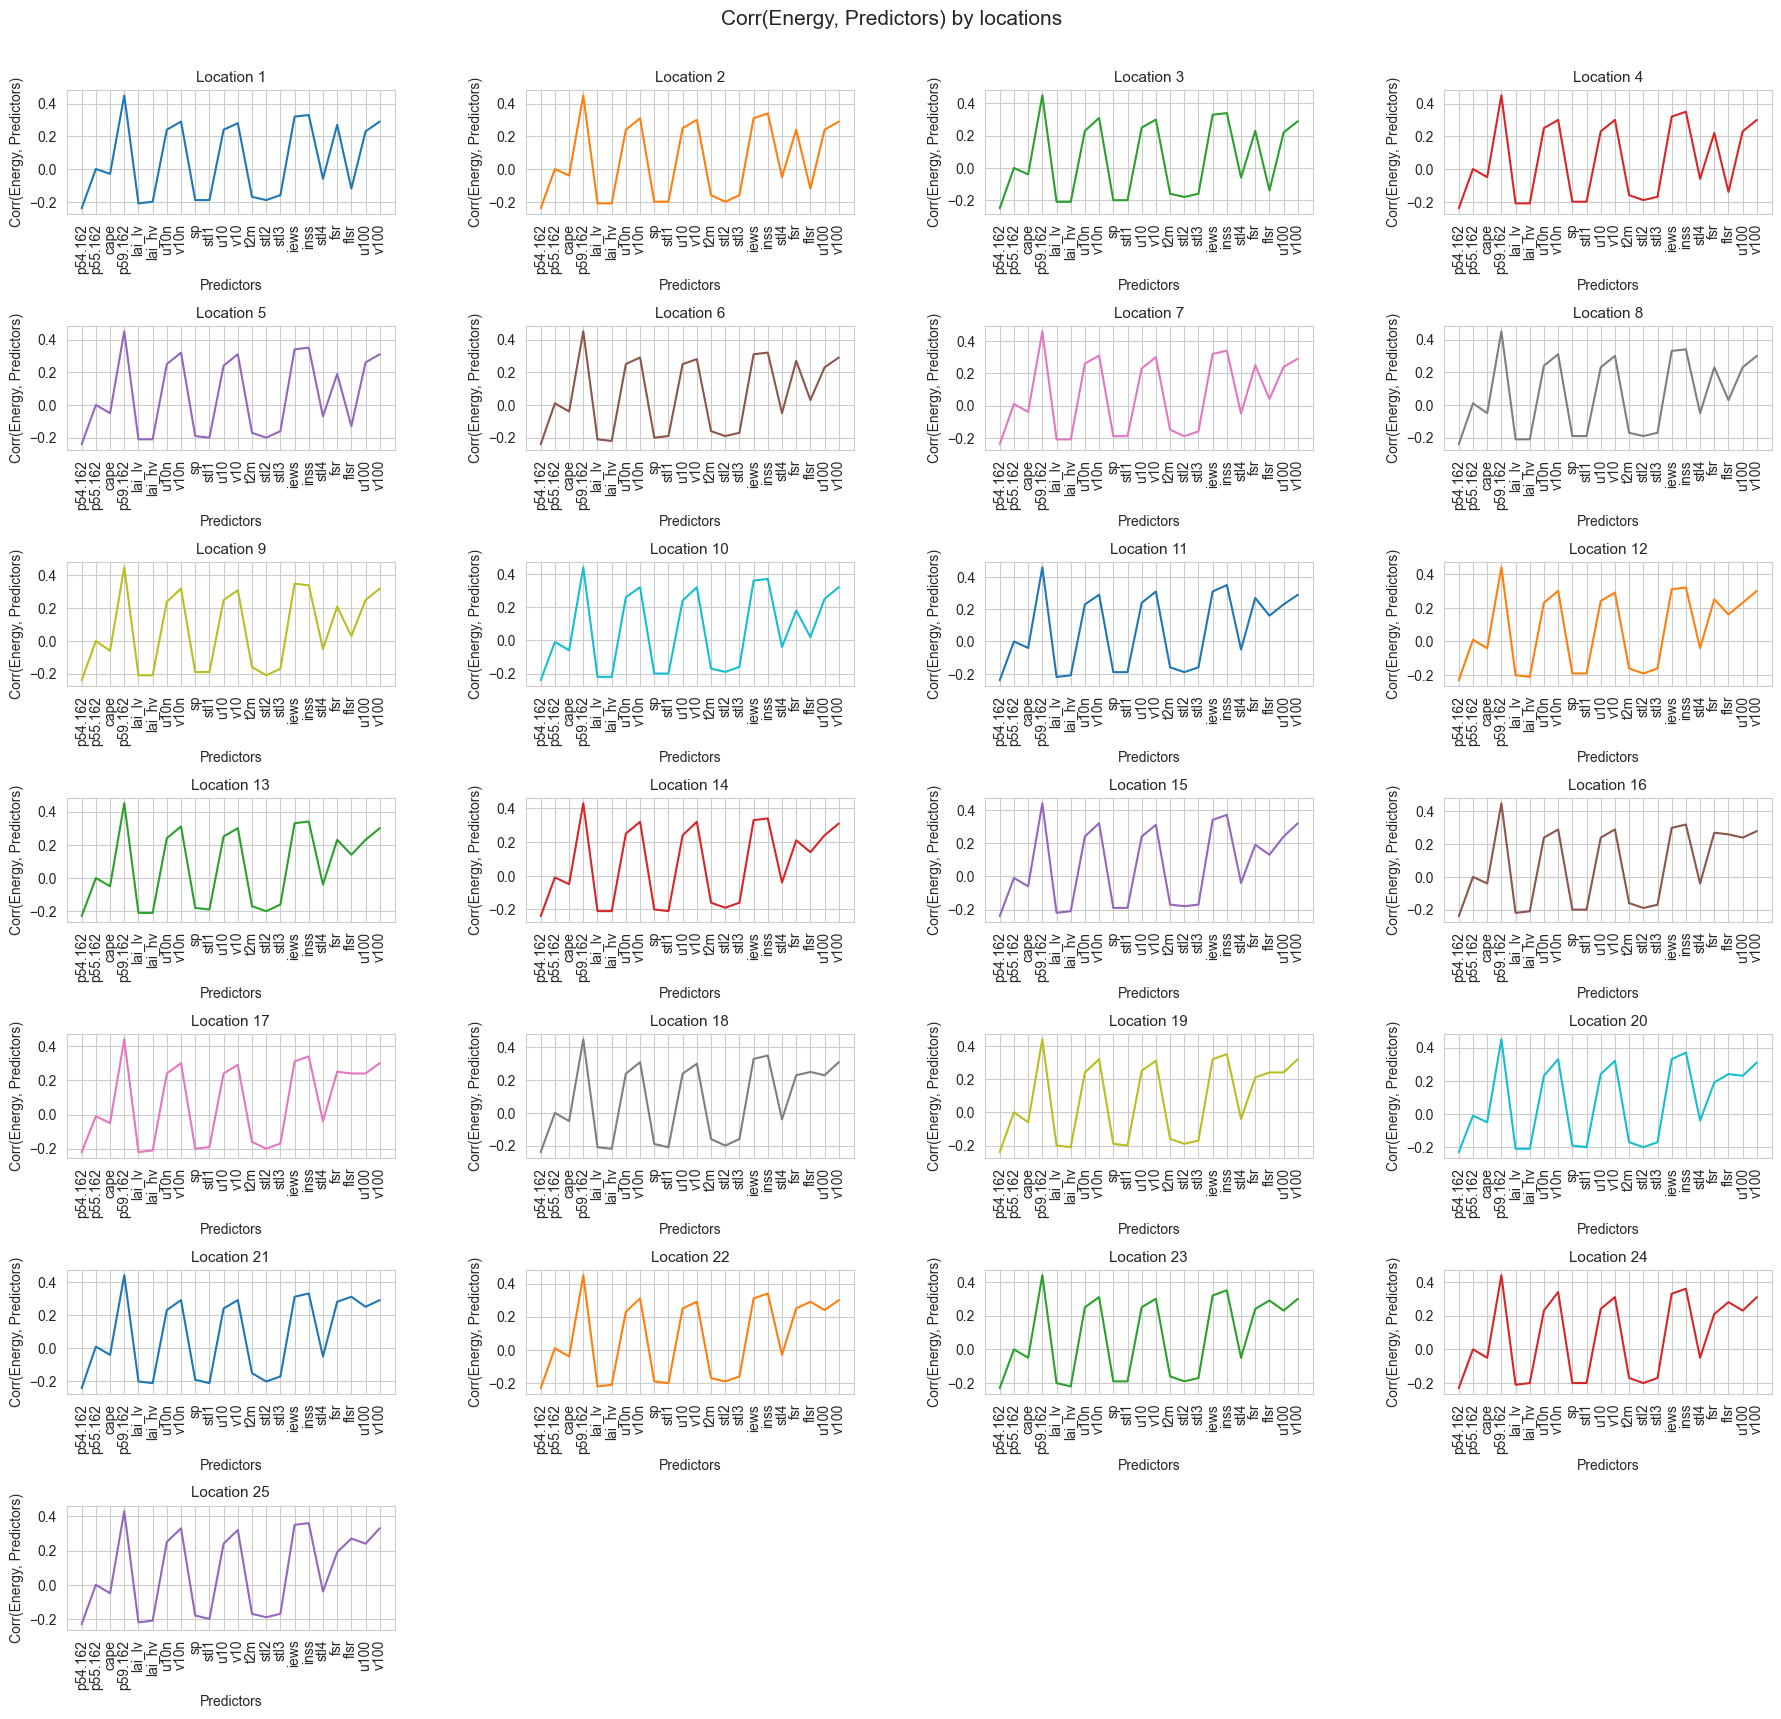 Corr(Energy, Predictors) by locations
Location 1
Corr(Energy, Predictors)
0.4
0.2
0.0
−0.2
p54.162 p55.162 cape p59.162 lai_lv lai_hv u10n v10n sp stl1 u10 v10 t2m stl2 stl3 iews inss stl4 fsr flsr u100 v100
Predictors
Location 2
Corr(Energy, Predictors)
0.4
0.2
0.0
−0.2
p54.162 p55.162 cape p59.162 lai_lv lai_hv u10n v10n sp stl1 u10 v10 t2m stl2 stl3 iews inss stl4 fsr flsr u100 v100
Predictors
Location 3
Corr(Energy, Predictors)
0.4
0.2
0.0
−0.2
p54.162 p55.162 cape p59.162 lai_lv lai_hv u10n v10n sp stl1 u10 v10 t2m stl2 stl3 iews inss stl4 fsr flsr u100 v100
Predictors
Location 4
Corr(Energy, Predictors)
0.4
0.2
0.0
−0.2
p54.162 p55.162 cape p59.162 lai_lv lai_hv u10n v10n sp stl1 u10 v10 t2m stl2 stl3 iews inss stl4 fsr flsr u100 v100
Predictors
Location 5
Corr(Energy, Predictors)
0.4
0.2
0.0
−0.2
p54.162 p55.162 cape p59.162 lai_lv lai_hv u10n v10n sp stl1 u10 v10 t2m stl2 stl3 iews inss stl4 fsr flsr u100 v100
Predictors
Location 6
Corr(Energy, Predictors)
0.4
0.2
0.0
−0.2
p54.162 p55.162 cape p59.162 lai_lv lai_hv u10n v10n sp stl1 u10 v10 t2m stl2 stl3 iews inss stl4 fsr flsr u100 v100
Predictors
Location 7
Corr(Energy, Predictors)
0.4
0.2
0.0
−0.2
p54.162 p55.162 cape p59.162 lai_lv lai_hv u10n v10n sp stl1 u10 v10 t2m stl2 stl3 iews inss stl4 fsr flsr u100 v100
Predictors
Location 8
Corr(Energy, Predictors)
0.4
0.2
0.0
−0.2
p54.162 p55.162 cape p59.162 lai_lv lai_hv u10n v10n sp stl1 u10 v10 t2m stl2 stl3 iews inss stl4 fsr flsr u100 v100
Predictors
Location 9
Corr(Energy, Predictors)
0.4
0.2
0.0
−0.2
p54.162 p55.162 cape p59.162 lai_lv lai_hv u10n v10n sp stl1 u10 v10 t2m stl2 stl3 iews inss stl4 fsr flsr u100 v100
Predictors
Location 10
Corr(Energy, Predictors)
0.4
0.2
0.0
−0.2
p54.162 p55.162 cape p59.162 lai_lv lai_hv u10n v10n sp stl1 u10 v10 t2m stl2 stl3 iews inss stl4 fsr flsr u100 v100
Predictors
Location 11
Corr(Energy, Predictors)
0.4
0.2
0.0
−0.2
p54.162 p55.162 cape p59.162 lai_lv lai_hv u10n v10n sp stl1 u10 v10 t2m stl2 stl3 iews inss stl4 fsr flsr u100 v100
Predictors
Location 12
Corr(Energy, Predictors)
0.4
0.2
0.0
−0.2
p54.162 p55.162 cape p59.162 lai_lv lai_hv u10n v10n sp stl1 u10 v10 t2m stl2 stl3 iews inss stl4 fsr flsr u100 v100
Predictors
Location 13
Corr(Energy, Predictors)
0.4
0.2
0.0
−0.2
p54.162 p55.162 cape p59.162 lai_lv lai_hv u10n v10n sp stl1 u10 v10 t2m stl2 stl3 iews inss stl4 fsr flsr u100 v100
Predictors
Location 14
Corr(Energy, Predictors)
0.4
0.2
0.0
−0.2
p54.162 p55.162 cape p59.162 lai_lv lai_hv u10n v10n sp stl1 u10 v10 t2m stl2 stl3 iews inss stl4 fsr flsr u100 v100
Predictors
Location 15
Corr(Energy, Predictors)
0.4
0.2
0.0
−0.2
p54.162 p55.162 cape p59.162 lai_lv lai_hv u10n v10n sp stl1 u10 v10 t2m stl2 stl3 iews inss stl4 fsr flsr u100 v100
Predictors
Location 16
Corr(Energy, Predictors)
0.4
0.2
0.0
−0.2
p54.162 p55.162 cape p59.162 lai_lv lai_hv u10n v10n sp stl1 u10 v10 t2m stl2 stl3 iews inss stl4 fsr flsr u100 v100
Predictors
Location 17
Corr(Energy, Predictors)
0.4
0.2
0.0
−0.2
p54.162 p55.162 cape p59.162 lai_lv lai_hv u10n v10n sp stl1 u10 v10 t2m stl2 stl3 iews inss stl4 fsr flsr u100 v100
Predictors
Location 18
Corr(Energy, Predictors)
0.4
0.2
0.0
−0.2
p54.162 p55.162 cape p59.162 lai_lv lai_hv u10n v10n sp stl1 u10 v10 t2m stl2 stl3 iews inss stl4 fsr flsr u100 v100
Predictors
Location 19
Corr(Energy, Predictors)
0.4
0.2
0.0
−0.2
p54.162 p55.162 cape p59.162 lai_lv lai_hv u10n v10n sp stl1 u10 v10 t2m stl2 stl3 iews inss stl4 fsr flsr u100 v100
Predictors
Location 20
Corr(Energy, Predictors)
0.4
0.2
0.0
−0.2
p54.162 p55.162 cape p59.162 lai_lv lai_hv u10n v10n sp stl1 u10 v10 t2m stl2 stl3 iews inss stl4 fsr flsr u100 v100
Predictors
Location 21
Corr(Energy, Predictors)
0.4
0.2
0.0
−0.2
p54.162 p55.162 cape p59.162 lai_lv lai_hv u10n v10n sp stl1 u10 v10 t2m stl2 stl3 iews inss stl4 fsr flsr u100 v100
Predictors
Location 22
Corr(Energy, Predictors)
0.4
0.2
0.0
−0.2
p54.162 p55.162 cape p59.162 lai_lv lai_hv u10n v10n sp stl1 u10 v10 t2m stl2 stl3 iews inss stl4 fsr flsr u100 v100
Predictors
Location 23
Corr(Energy, Predictors)
0.4
0.2
0.0
−0.2
p54.162 p55.162 cape p59.162 lai_lv lai_hv u10n v10n sp stl1 u10 v10 t2m stl2 stl3 iews inss stl4 fsr flsr u100 v100
Predictors
Location 24
Corr(Energy, Predictors)
0.4
0.2
0.0
−0.2
p54.162 p55.162 cape p59.162 lai_lv lai_hv u10n v10n sp stl1 u10 v10 t2m stl2 stl3 iews inss stl4 fsr flsr u100 v100
Predictors
Location 25
Corr(Energy, Predictors)
0.4
0.2
0.0
−0.2
p54.162 p55.162 cape p59.162 lai_lv lai_hv u10n v10n sp stl1 u10 v10 t2m stl2 stl3 iews inss stl4 fsr flsr u100 v100
Predictors